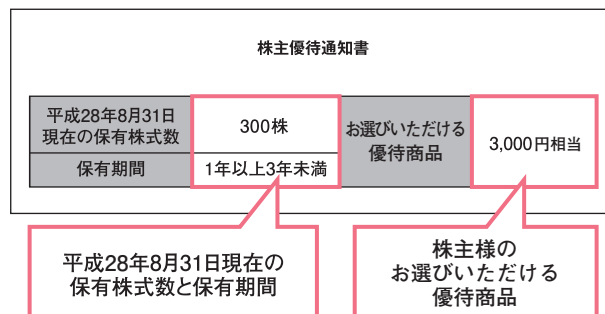 株主優待通知書
平成28年8月31日
現在の保有株式数
300株
お選びいただける
優待商品
3,000円相当
保有期間
1年以上3年未満
平成28年8月31日現在の
保有株式数と保有期間
株主様の
お選びいただける
優待商品